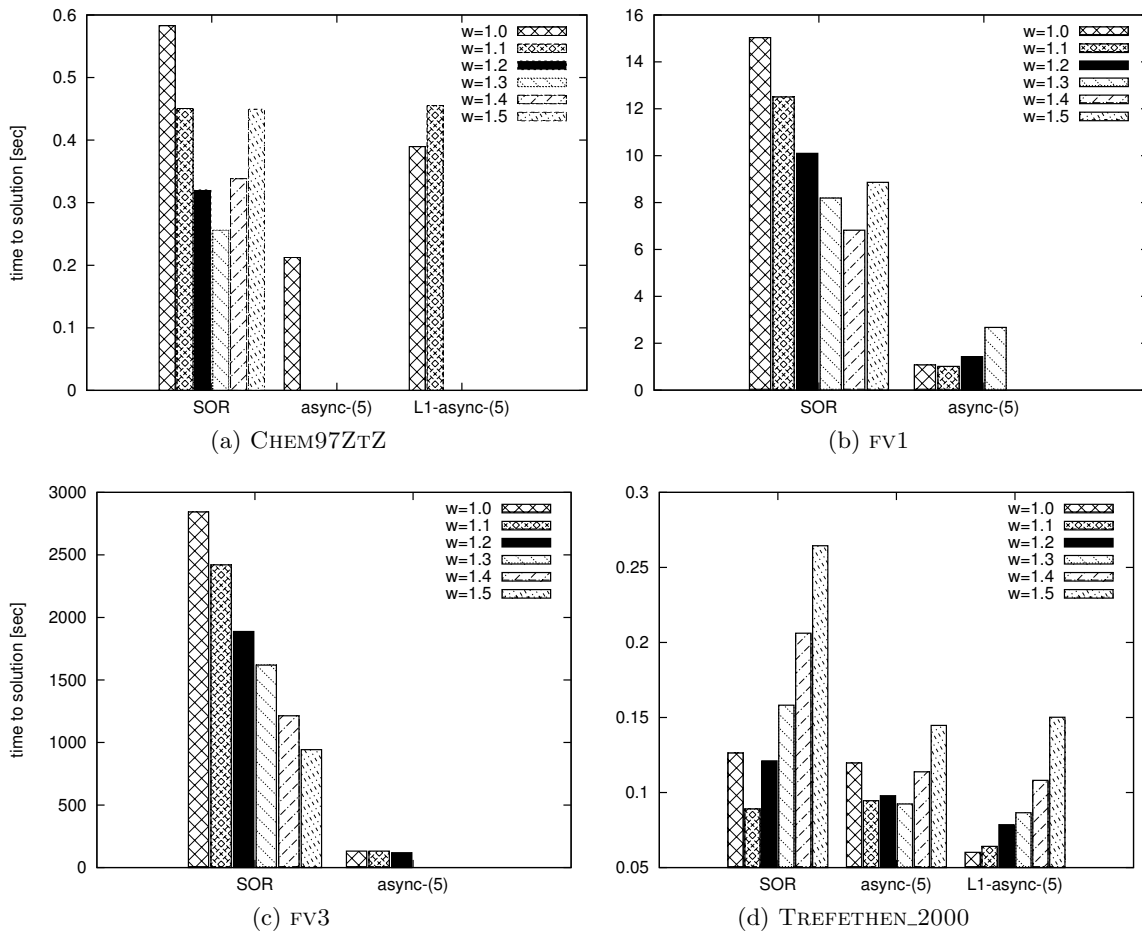 time to solution [sec]
0.6
0.5
0.4
0.3
0.2
0.1
0
w=1.0
w=1.1
w=1.2
w=1.3
w=1.4
w=1.5
SOR async-(5) L1-async-(5)
(a) CHEM97ZTZ
16
14
12
10
8
6
4
2
0
w=1.0
w=1.1
w=1.2
w=1.3
w=1.4
w=1.5
SOR async-(5)
(b) FV1
time to solution [sec]
3000
2500
2000
1500
1000
500
0
w=1.0
w=1.1
w=1.2
w=1.3
w=1.4
w=1.5
SOR async-(5)
(c) FV3
0.3
0.25
0.2
0.15
0.1
0.05
w=1.0
w=1.1
w=1.2
w=1.3
w=1.4
w=1.5
SOR async-(5) L1-async-(5)
(d) TREFETHEN_2000